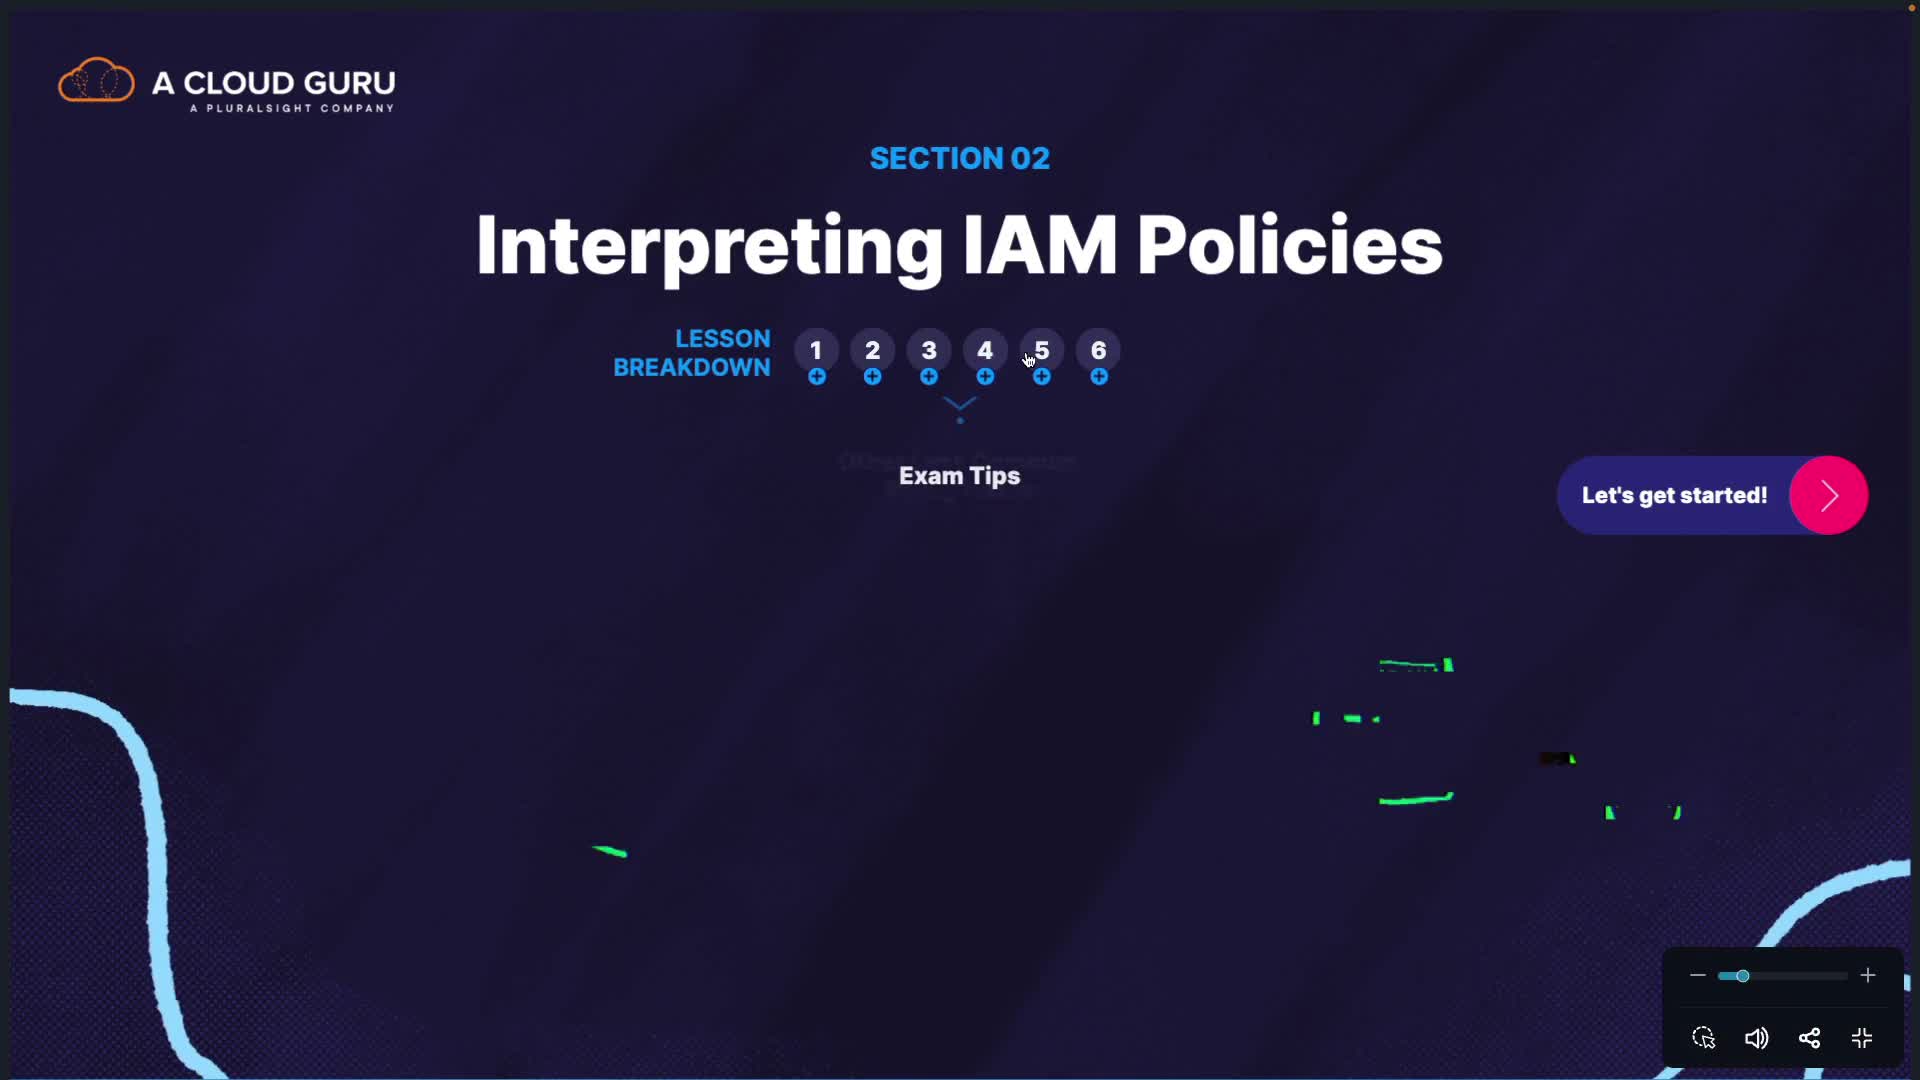 A CLOUD GURU
A PLURALSIGHT COMPANY
SECTION 02
Interpreting IAM Policies
LESSON
BREAKDOWN
1 2 3 4 5 6
Exam Tips
Let's get started!